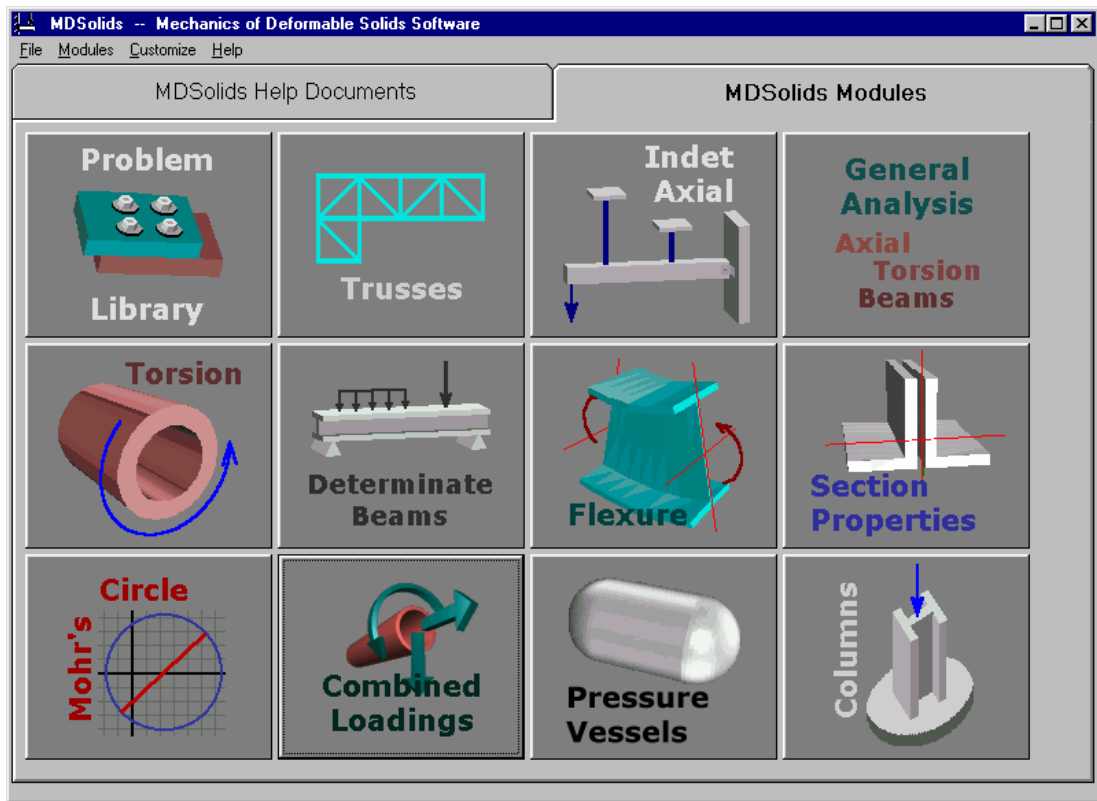 MDSolids -- Mechanics of Deformable Solids Software
File Modules Customize Help
MDSolids Help Documents
MDSolids Modules
Problem
Library
Trusses
Indet
Axial
General
Analysis
Axial
Torsion
Beams
Torsion
Determinate
Beams
Flexure
Section
Properties
Mohr's
Circle
Combined
Loadings
Pressure
Vessels
Columns